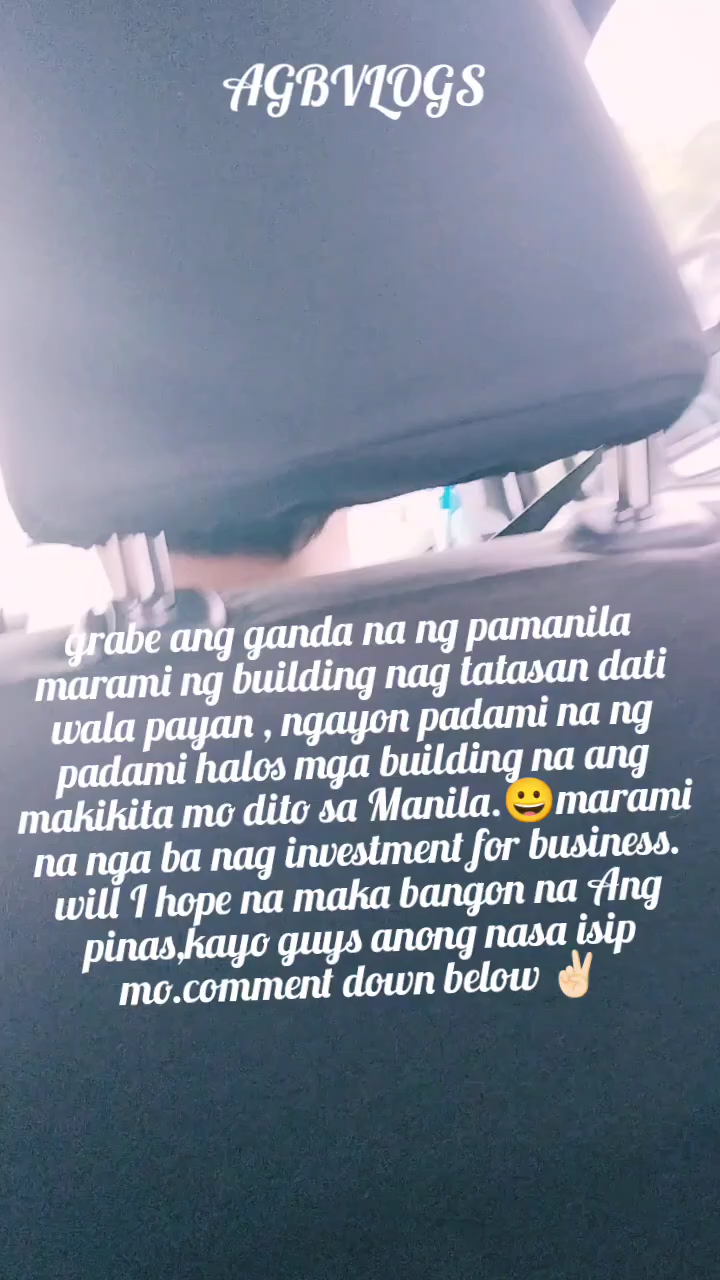 AGBVLOGS
grabe ang ganda na ng pamanila
marami ng building nag tatasan dati
wala payan , ngayon padami na ng
padami halos mga building na ang
makikita mo dito sa Manila.😀marami
na nga ba nag investment for business.
will I hope na maka bangon na Ang
pinas,kayo guys anong nasa isip
mo.comment down below ✌🏻